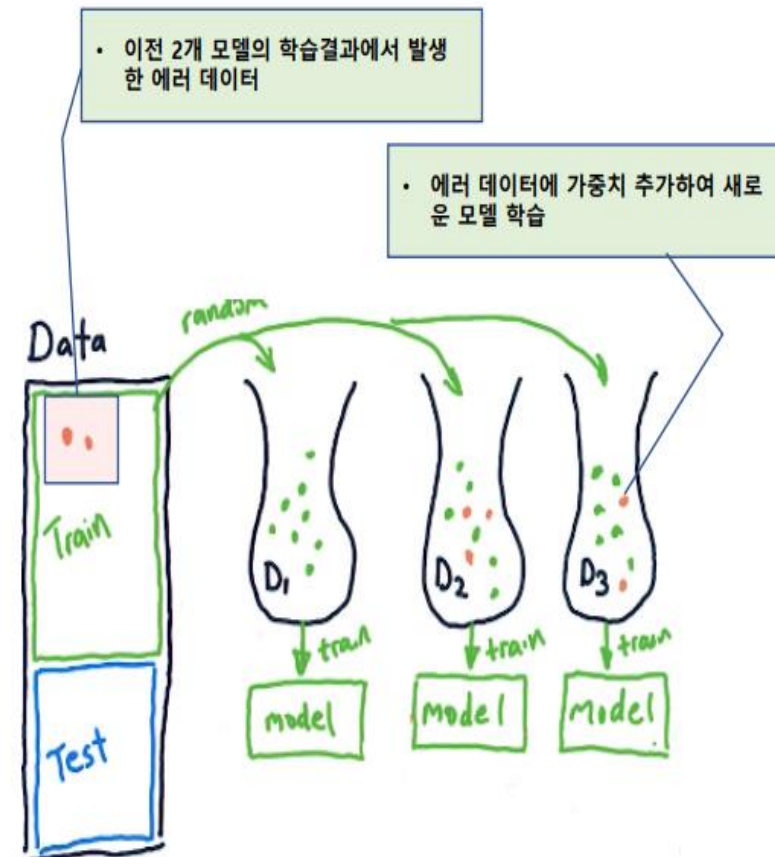 • 이전 2개 모델의 학습결과에서 발생
한 에러 데이터
• 에러 데이터에 가중치 추가하여 새로
운 모델 학습
random
Data
Train
D₁
D₂
D₃
train
train
train
model
model
model
Test